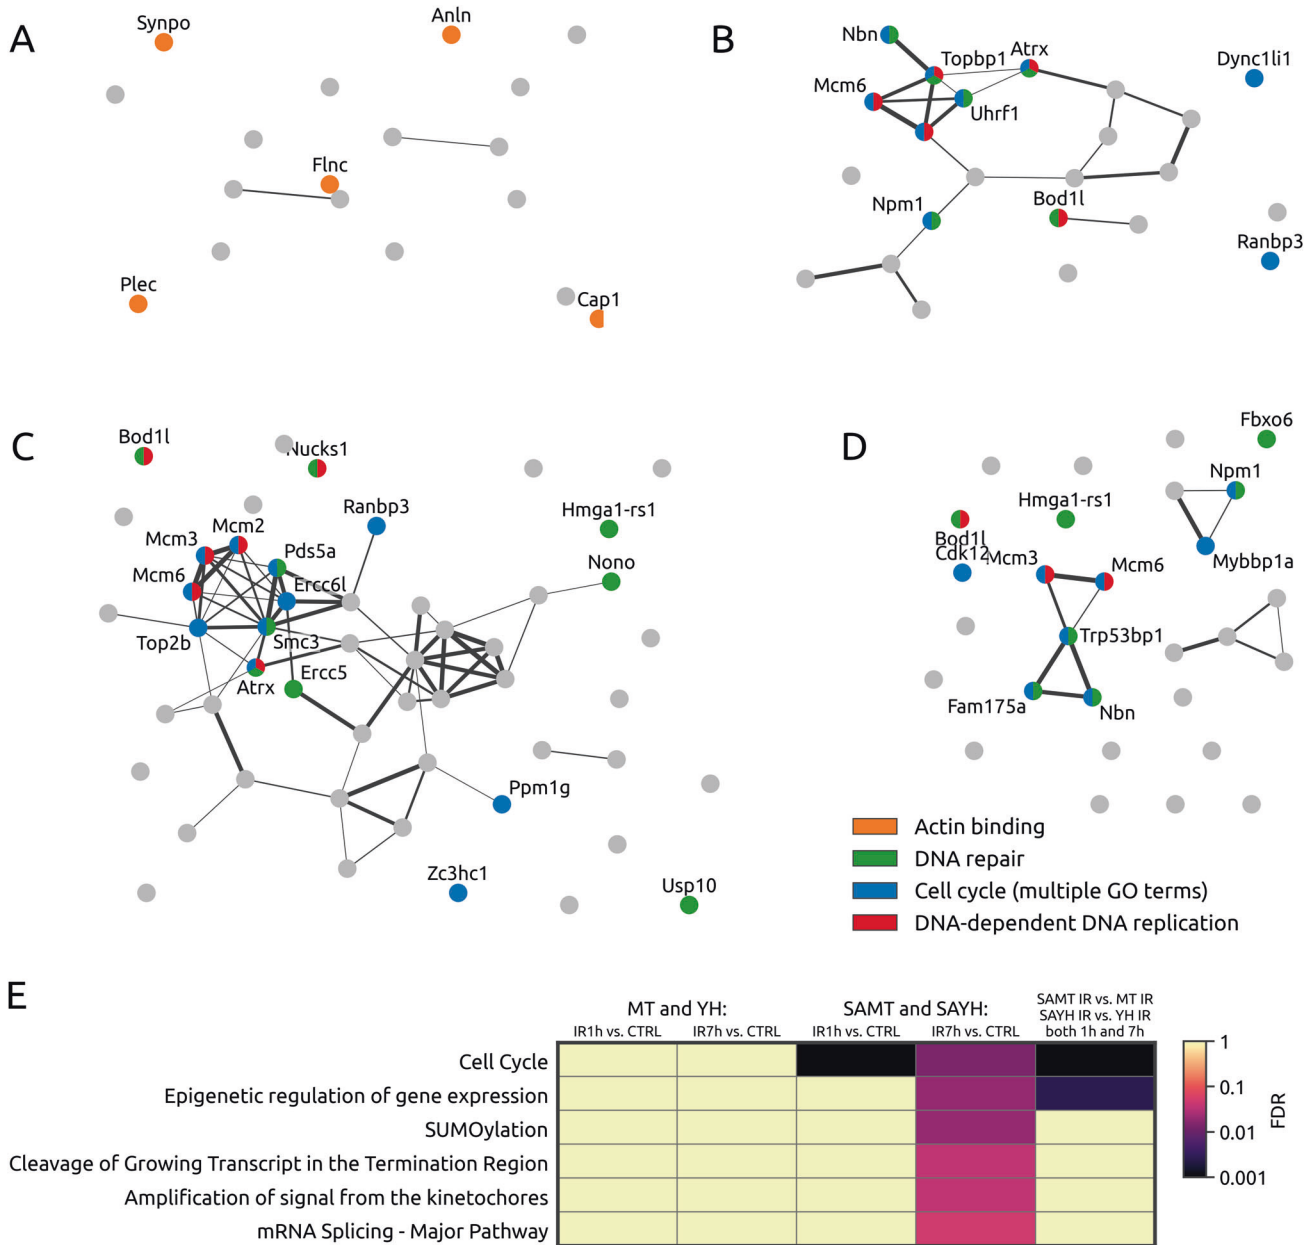 A
Synpo
Anln
Flnc
Plec
Cap1
B
Nbn
Topbp1
Atrx
Dync1li1
Mcm6
Uhrf1
Npm1
Bod1l
Ranbp3
C
Bod1l
Nucks1
Ranbp3
Hmga1-rs1
Mcm2
Mcm3
Pds5a
Nono
Mcm6
Ercc6l
Top2b
Smc3
Atrx
Ercc5
Ppm1g
Zc3hc1
Usp10
D
Fbxo6
Npm1
Hmga1-rs1
Bod1l
Cdk12
Mcm3
Mcm6
Mybbp1a
Trp53bp1
Fam175a
Nbn
Actin binding
DNA repair
Cell cycle (multiple GO terms)
DNA-dependent DNA replication
E
MT and YH:
IR1h vs. CTRL
IR7h vs. CTRL
SAMT and SAYH:
IR1h vs. CTRL
IR7h vs. CTRL
SAMT IR vs. MT IR
SAYH IR vs. YH IR
both 1h and 7h
Cell Cycle
Epigenetic regulation of gene expression
SUMOylation
Cleavage of Growing Transcript in the Termination Region
Amplification of signal from the kinetochores
mRNA Splicing - Major Pathway
1
0.1
0.01
0.001
FDR